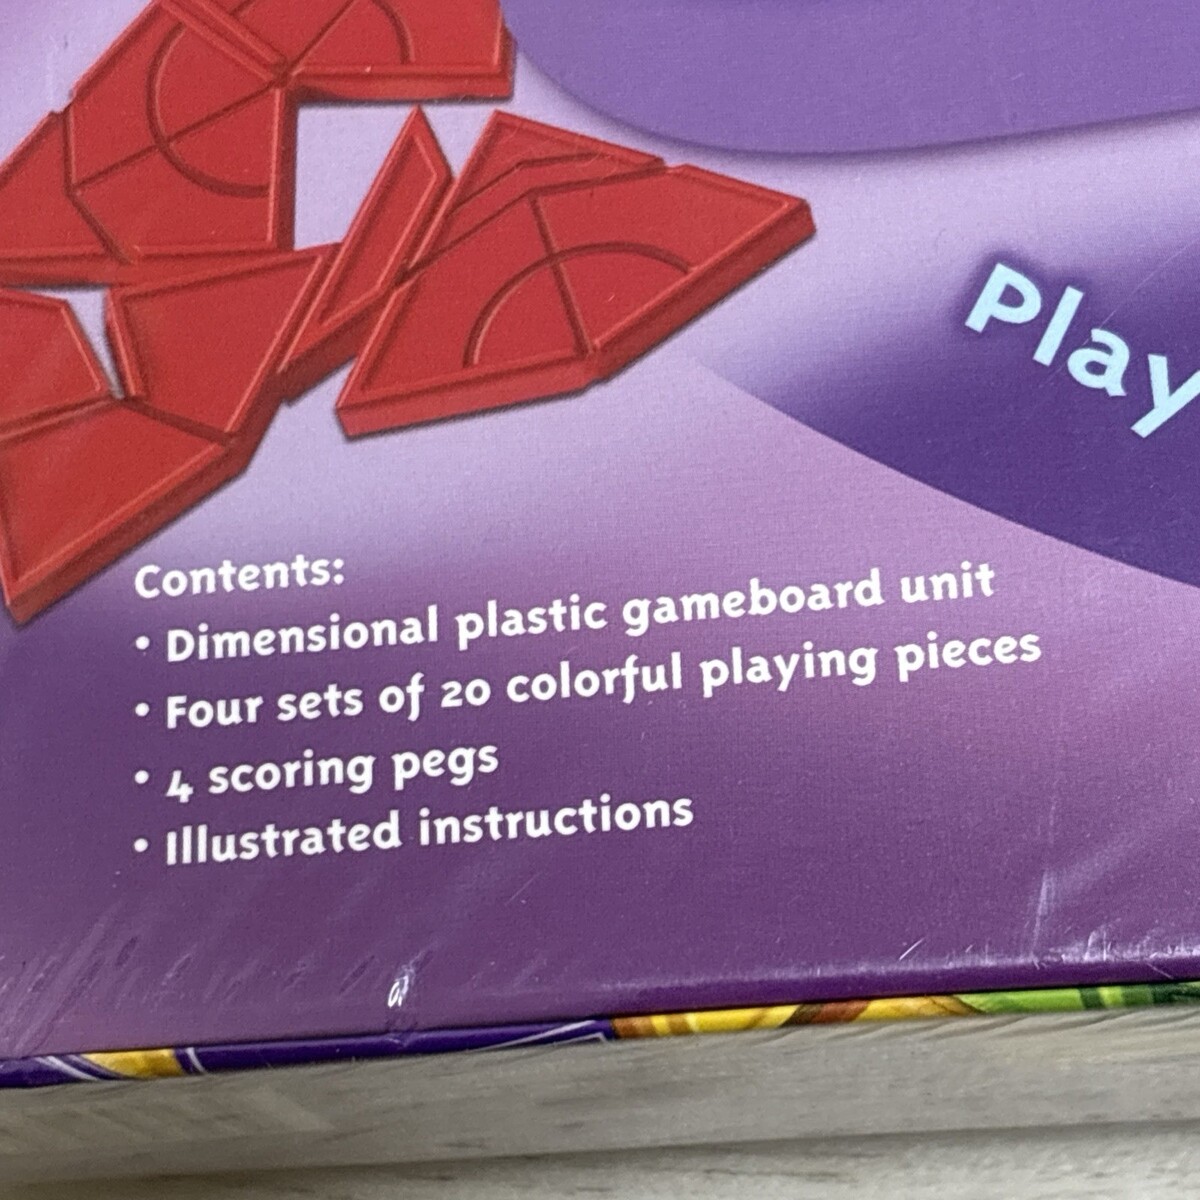 Play
Contents:
• Dimensional plastic gameboard unit
• Four sets of 20 colorful playing pieces
• 4 scoring pegs
• Illustrated instructions